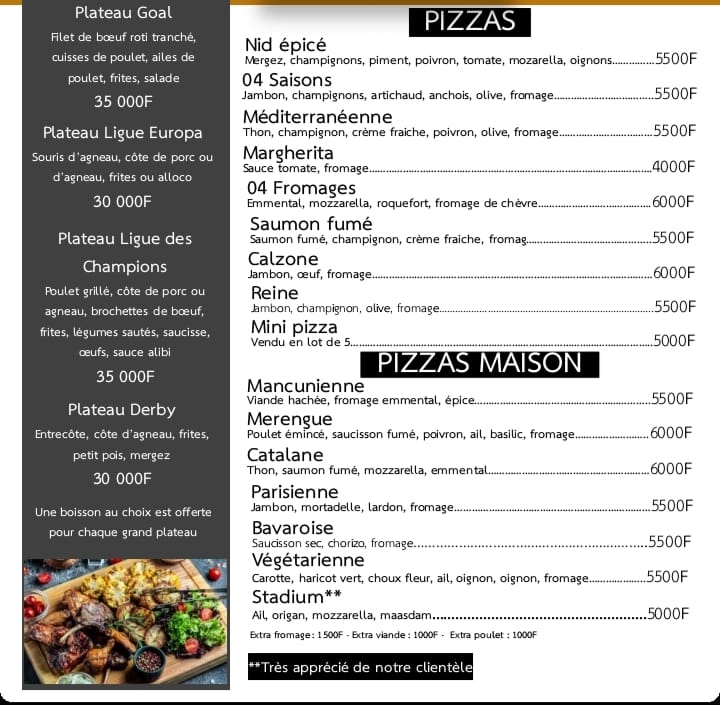 Plateau Goal
Filet de bœuf roti tranché,
cuisses de poulet, ailes de
poulet, frites, salade
35 000F
Plateau Ligue Europa
Souris d'agneau, côte de porc ou
d'agneau, frites ou alloco
30 000F
Plateau Ligue des
Champions
Poulet grillé, côte de porc ou
agneau, brochettes de bœuf,
frites, légumes sautés, saucisse,
œufs, sauce alibi
35 000F
Plateau Derby
Entrecôte, côte d'agneau, frites,
petit pois, mergez
30 000F
Une boisson au choix est offerte
pour chaque grand plateau
PIZZAS
Nid épicé
Mergez, champignons, piment, poivron, tomate, mozarella, oignons..............5500F
04 Saisons
Jambon, champignons, artichaud, anchois, olive, fromage.................................5500F
Méditerranéenne
Thon, champignon, crème fraiche, poivron, olive, fromage...............................5500F
Margherita
Sauce tomate, fromage..............................................................................................4000F
04 Fromages
Emmental, mozzarella, roquefort, fromage de chèvre......................................6000F
Saumon fumé
Saumon fumé, champignon, crème fraiche, fromag.........................................5500F
Calzone
Jambon, œuf, fromage.............................................................................................6000F
Reine
Jambon, champignon, olive, fromage.......................................................................5500F
Mini pizza
Vendu en lot de 5....................................................................................................5000F
PIZZAS MAISON
Mancunienne
Viande hachée, fromage emmental, épice...........................................................5500F
Merengue
Poulet émincé, saucisson fumé, poivron, ail, basilic, fromage.........................6000F
Catalane
Thon, saumon fumé, mozzarella, emmental.....................................................6000F
Parisienne
Jambon, mortadelle, lardon, fromage.................................................................5500F
Bavaroise
Saucisson sec, chorizo, fromage..........................................5500F
Végétarienne
Carotte, haricot vert, choux fleur, ail, oignon, oignon, fromage...................5500F
Stadium**
Ail, origan, mozzarella, maasdam............................................5000F
Extra fromage: 1500F · Extra viande : 1000F · Extra poulet : 1000F
**Très apprécié de notre clientèle